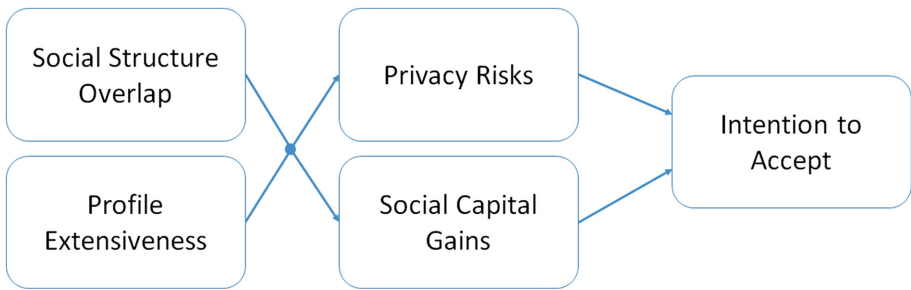 Social Structure
Overlap
Privacy Risks
Intention to
Accept
Profile
Extensiveness
Social Capital
Gains